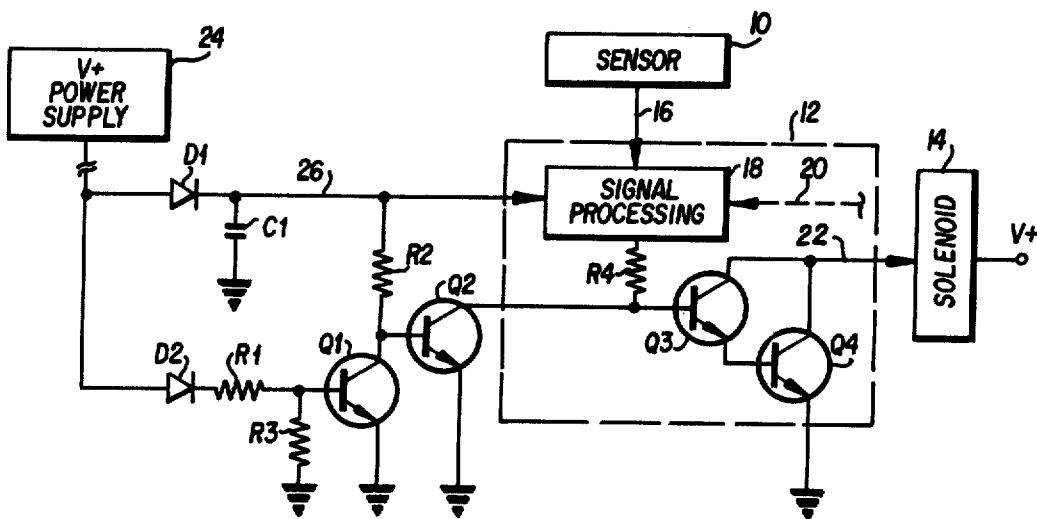 24
V+
POWER
SUPPLY
10
SENSOR
16
12
D1
26
C1
SIGNAL
PROCESSING
18
20
14
SOLENOID
V+
R2
R4
22
Q2
Q3
Q4
D2
R1
Q1
R3